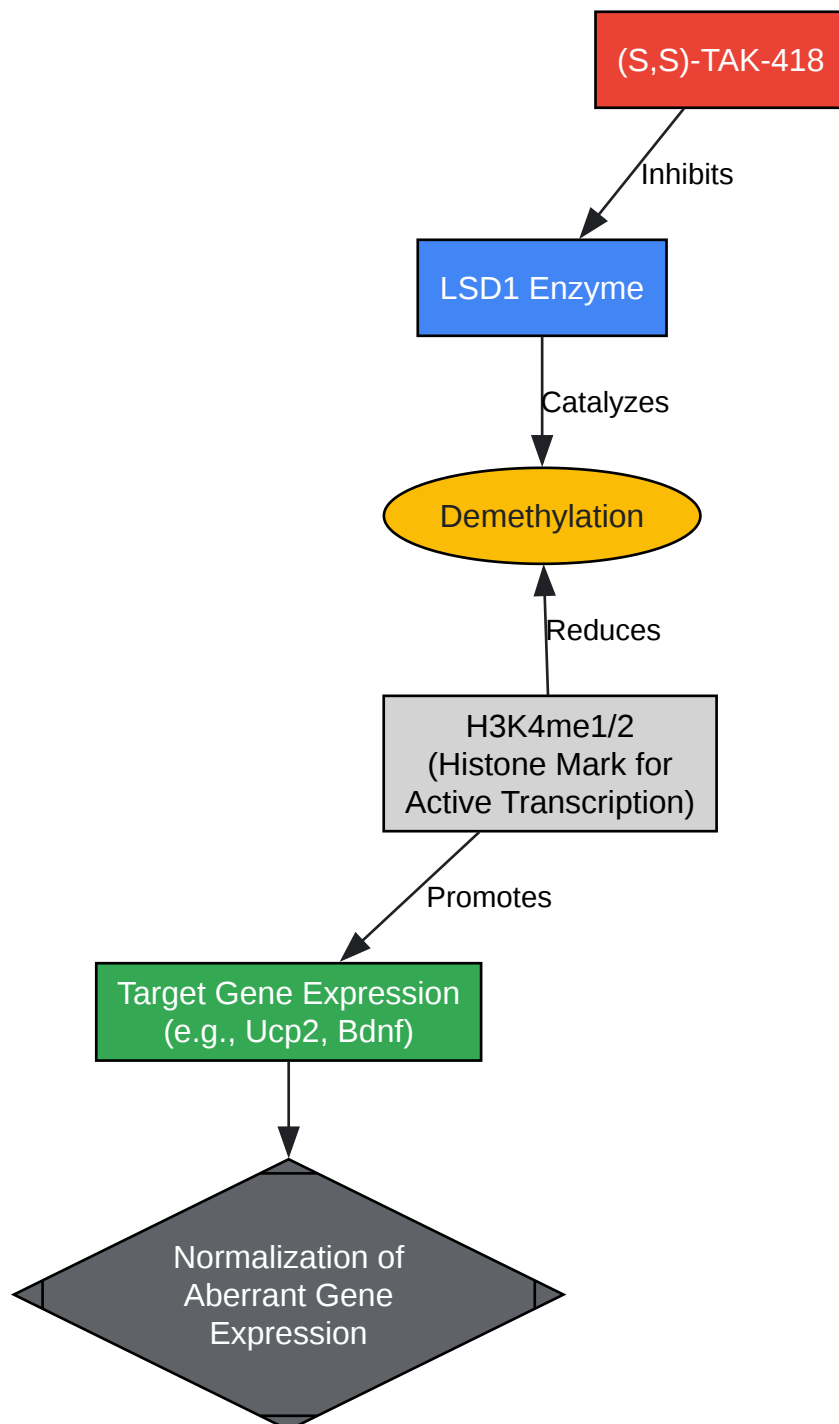 (S,S)-TAK-418
Inhibits
LSD1 Enzyme
Catalyzes
Demethylation
Reduces
H3K4me1/2
(Histone Mark for
Active Transcription)
Promotes
Target Gene Expression
(e.g., Ucp2, Bdnf)
Normalization of
Aberrant Gene
Expression